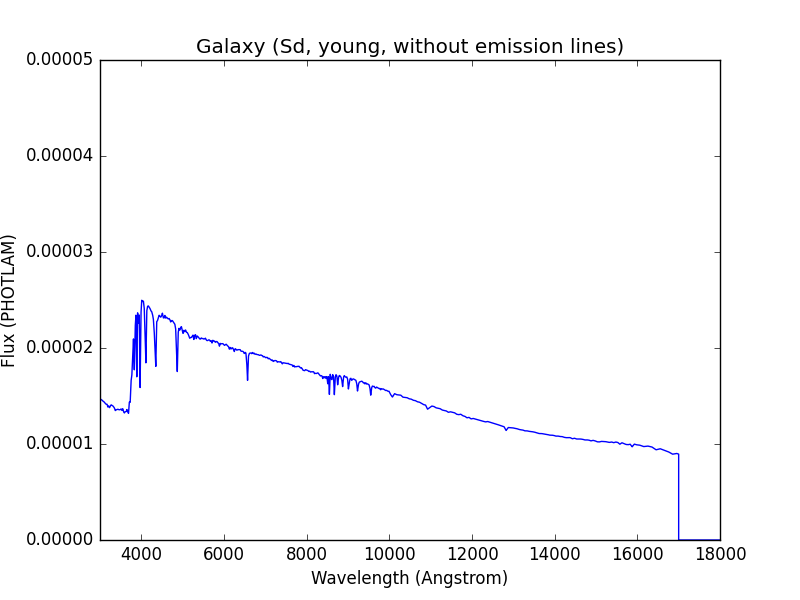 Galaxy (Sd, young, without emission lines)
0.00005
0.00004
0.00003
0.00002
0.00001
0.00000
Flux (PHOTLAM)
4000 6000 8000 10000 12000 14000 16000 18000
Wavelength (Angstrom)